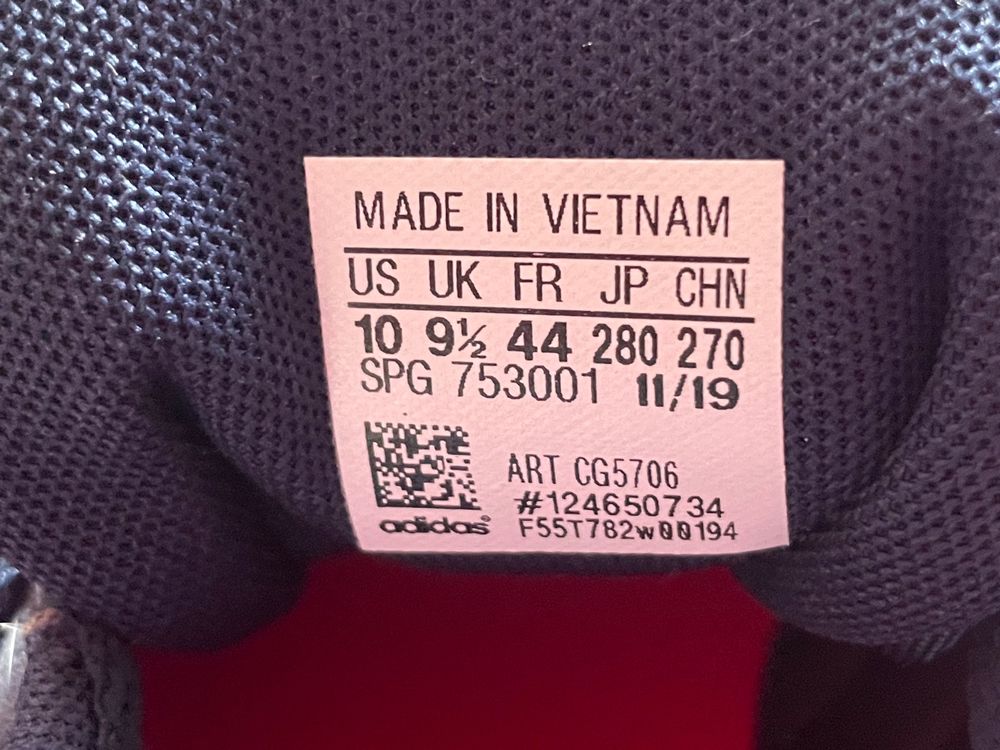 MADE IN VIETNAM
US UK FR JP CHN
10 9½ 44 280 270
SPG 753001 11/19
ART CG5706
#124650734
adidas® F55T782w00194